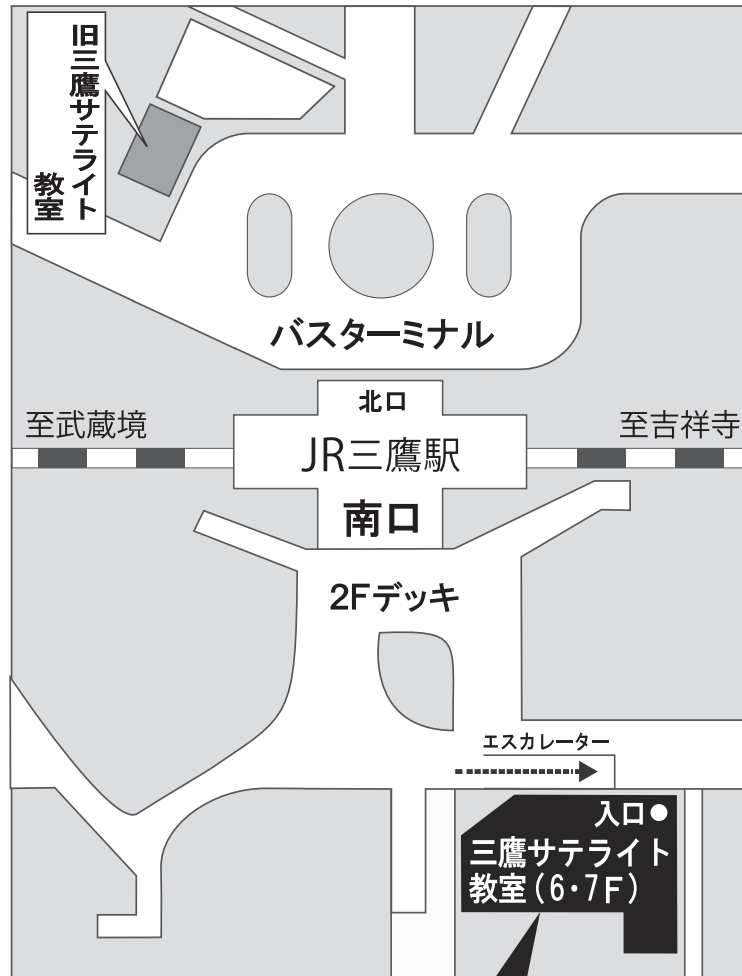 旧三鷹サテライト
教室
バスターミナル
北口
至武蔵境
JR三鷹駅
至吉祥寺
南口
2Fデッキ
エスカレーター
入口
三鷹サテライト
教室(6・7F)